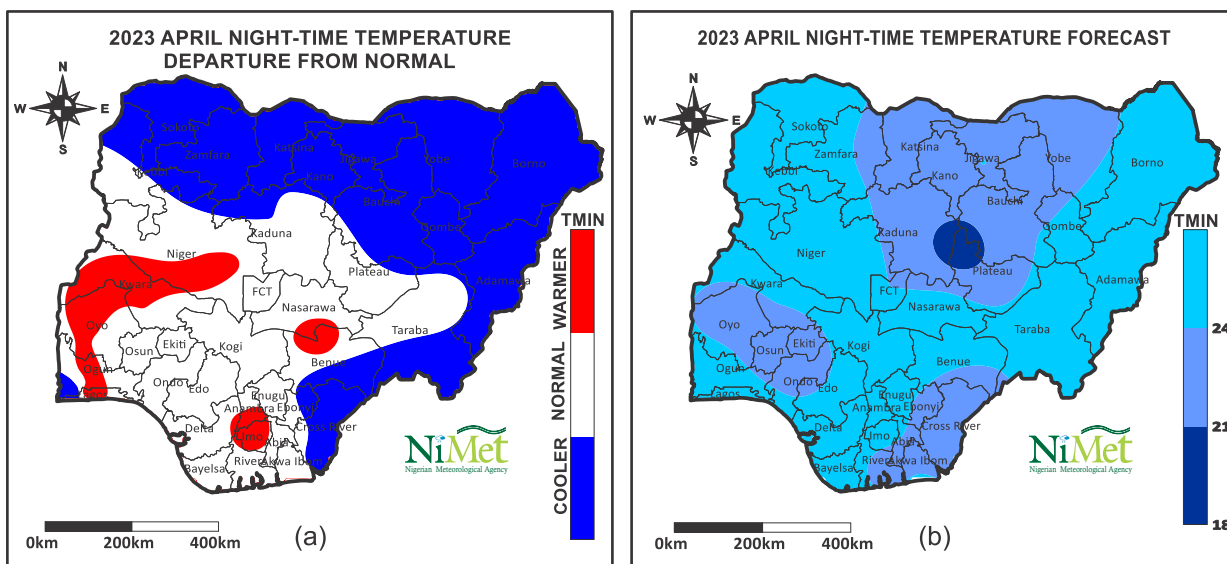 2023 APRIL NIGHT-TIME TEMPERATURE
DEPARTURE FROM NORMAL
N
W E
S
Sokoto
Zamfara
Kebbi
Katsina
Jigawa
Kano
Yobe
Borno
Bauchi
Gombe
Kaduna
Niger
Plateau
Adamawa
Kwara
FCT
Nasarawa
Taraba
Oyo
Ekiti
Osun
Kogi
Benue
Ogun
Ondo
Edo
Lagos
Enugu
Anambra
Ebonyi
Delta
Imo
Abia
Cross River
Bayelsa
Rivers
Akwa Ibom
TMIN
COOLER NORMAL WARMER
NiMet
Nigerian Meteorological Agency
0km 200km 400km
(a)
2023 APRIL NIGHT-TIME TEMPERATURE FORECAST
N
W E
S
Sokoto
Zamfara
Kebbi
Katsina
Jigawa
Kano
Yobe
Borno
Bauchi
Gombe
Kaduna
Niger
Plateau
Adamawa
Kwara
FCT
Nasarawa
Taraba
Oyo
Ekiti
Osun
Kogi
Benue
Ogun
Ondo
Edo
Lagos
Enugu
Anambra
Ebonyi
Delta
Imo
Abia
Cross River
Bayelsa
Rivers
Akwa Ibom
TMIN
24
21
18
NiMet
Nigerian Meteorological Agency
0km 200km 400km
(b)